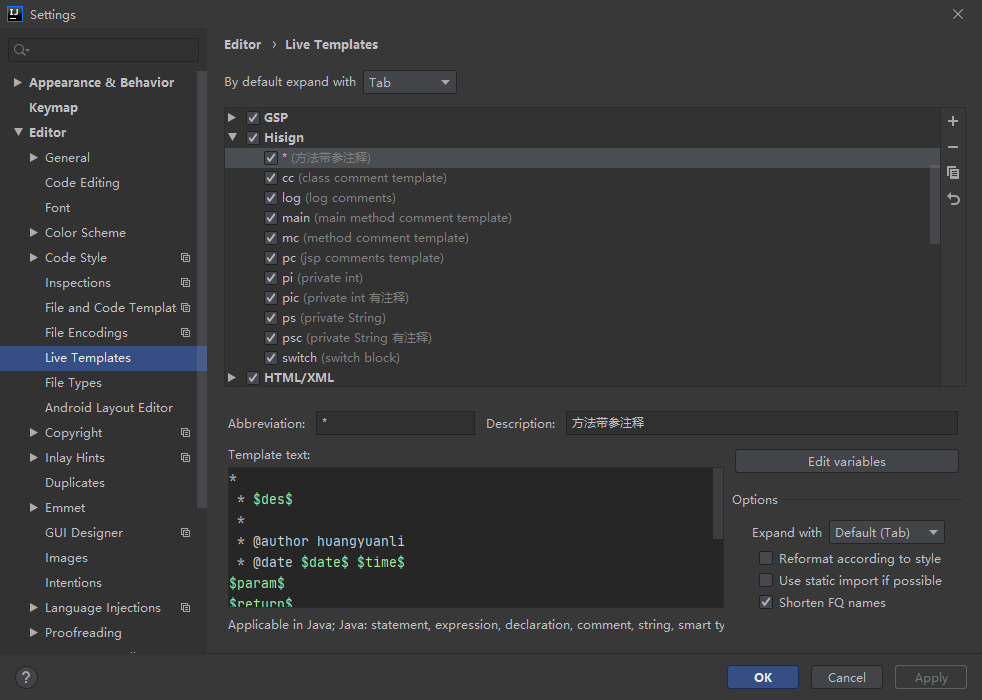 IJ Settings
Editor › Live Templates
By default expand with Tab
Appearance & Behavior
Keymap
Editor
General
Code Editing
Font
Color Scheme
Code Style
Inspections
File and Code Templat
File Encodings
Live Templates
File Types
Android Layout Editor
Copyright
Inlay Hints
Duplicates
Emmet
GUI Designer
Images
Intentions
Language Injections
Proofreading
GSP
Hisign
* (方法带参注释)
cc (class comment template)
log (log comments)
main (main method comment template)
mc (method comment template)
pc (jsp comments template)
pi (private int)
pic (private int 有注释)
ps (private String)
psc (private String 有注释)
switch (switch block)
HTML/XML
Abbreviation: * Description: 方法带参注释
Template text:
*
* $des$
*
* @author huangyuanli
* @date $date$ $time$
$param$
$return$
Applicable in Java; Java: statement, expression, declaration, comment, string, smart ty
Edit variables
Options
Expand with Default (Tab)
Reformat according to style
Use static import if possible
Shorten FQ names
? OK Cancel Apply